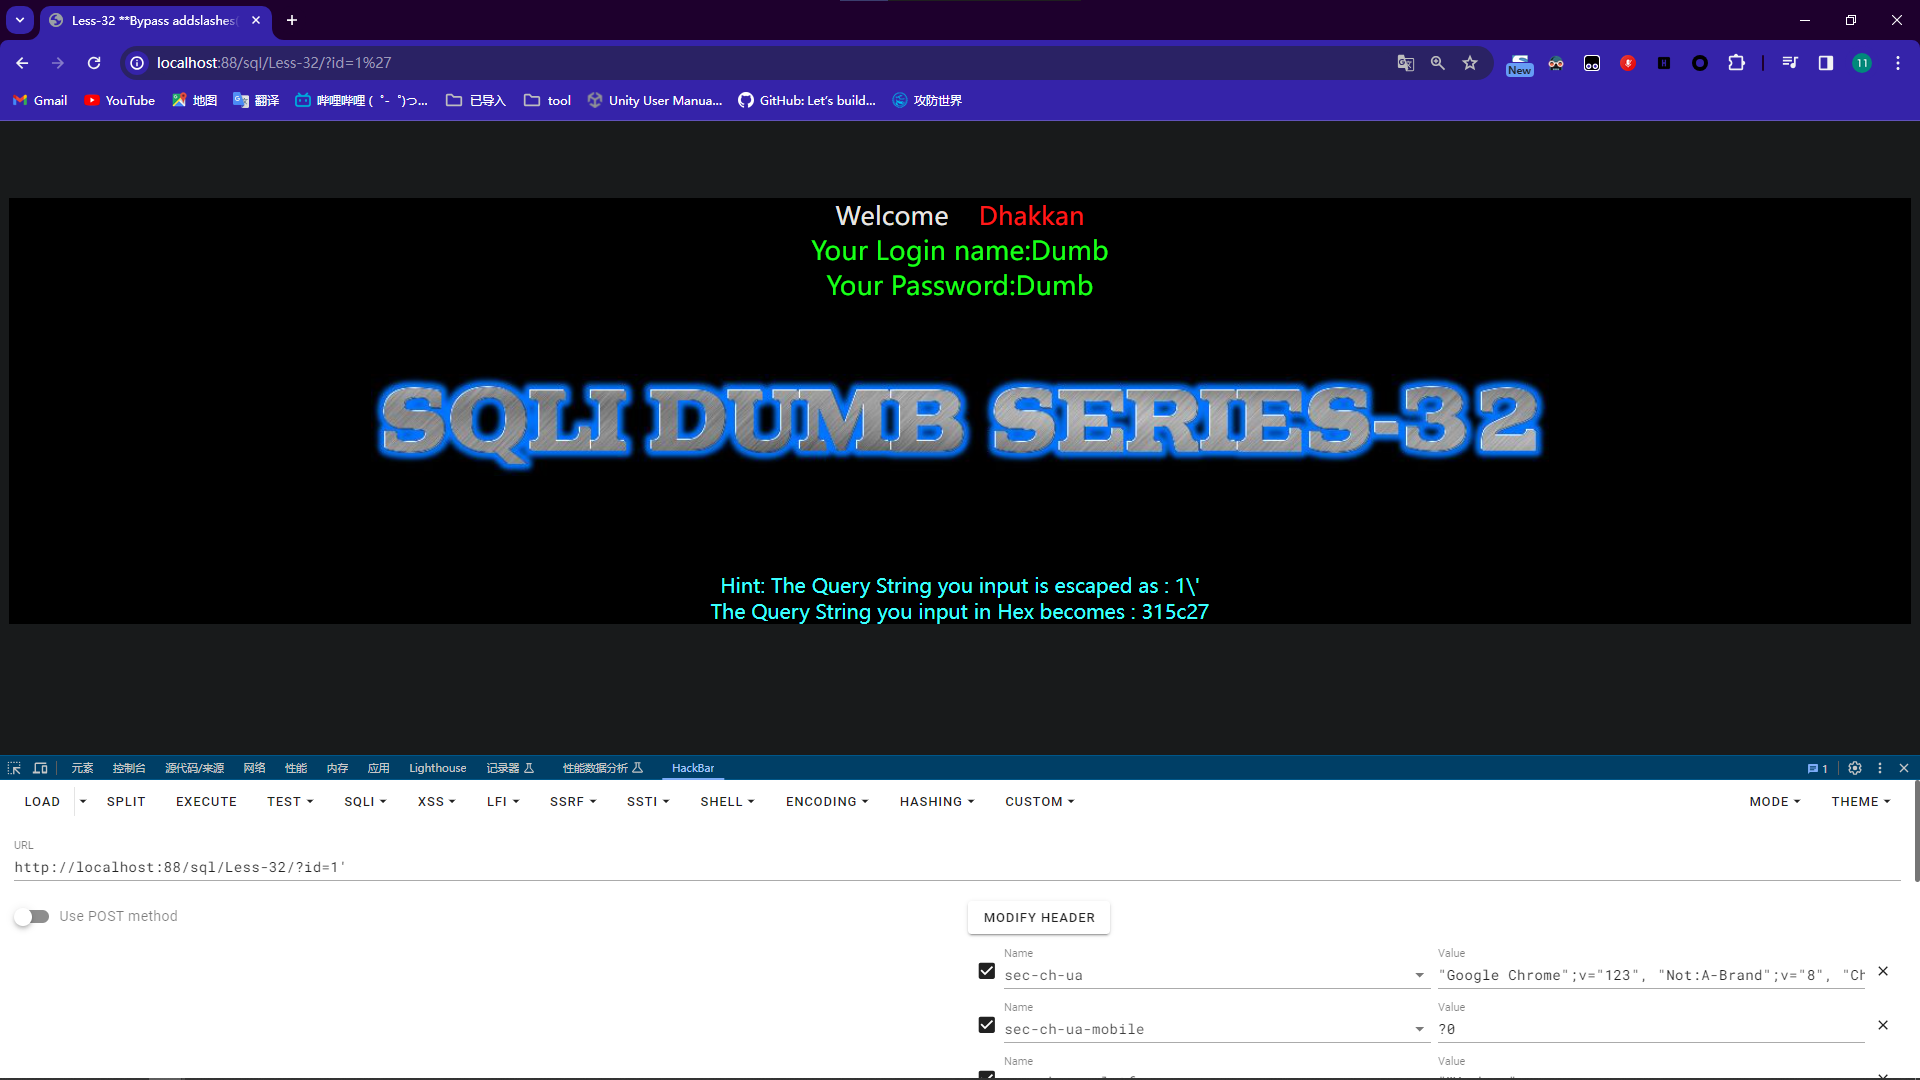 Less-32 **Bypass addslashes(
localhost:88/sql/Less-32/?id=1%27
New
11
Gmail
YouTube
地图
翻译
哔哩哔哩 ( ゜- ゜)つ...
已导入
tool
Unity User Manua...
GitHub: Let's build...
攻防世界
Welcome Dhakkan
Your Login name:Dumb
Your Password:Dumb
SQLI DUMB SERIES-32
Hint: The Query String you input is escaped as : 1\'
The Query String you input in Hex becomes : 315c27
元素 控制台 源代码/来源 网络 性能 内存 应用 Lighthouse 记录器 性能数据分析 HackBar 1
LOAD SPLIT EXECUTE TEST SQLI XSS LFI SSRF SSTI SHELL ENCODING HASHING CUSTOM MODE THEME
URL
http://localhost:88/sql/Less-32/?id=1'
Use POST method
MODIFY HEADER
Name Value
sec-ch-ua "Google Chrome";v="123", "Not:A-Brand";v="8", "Ch
Name Value
sec-ch-ua-mobile ?0
Name Value